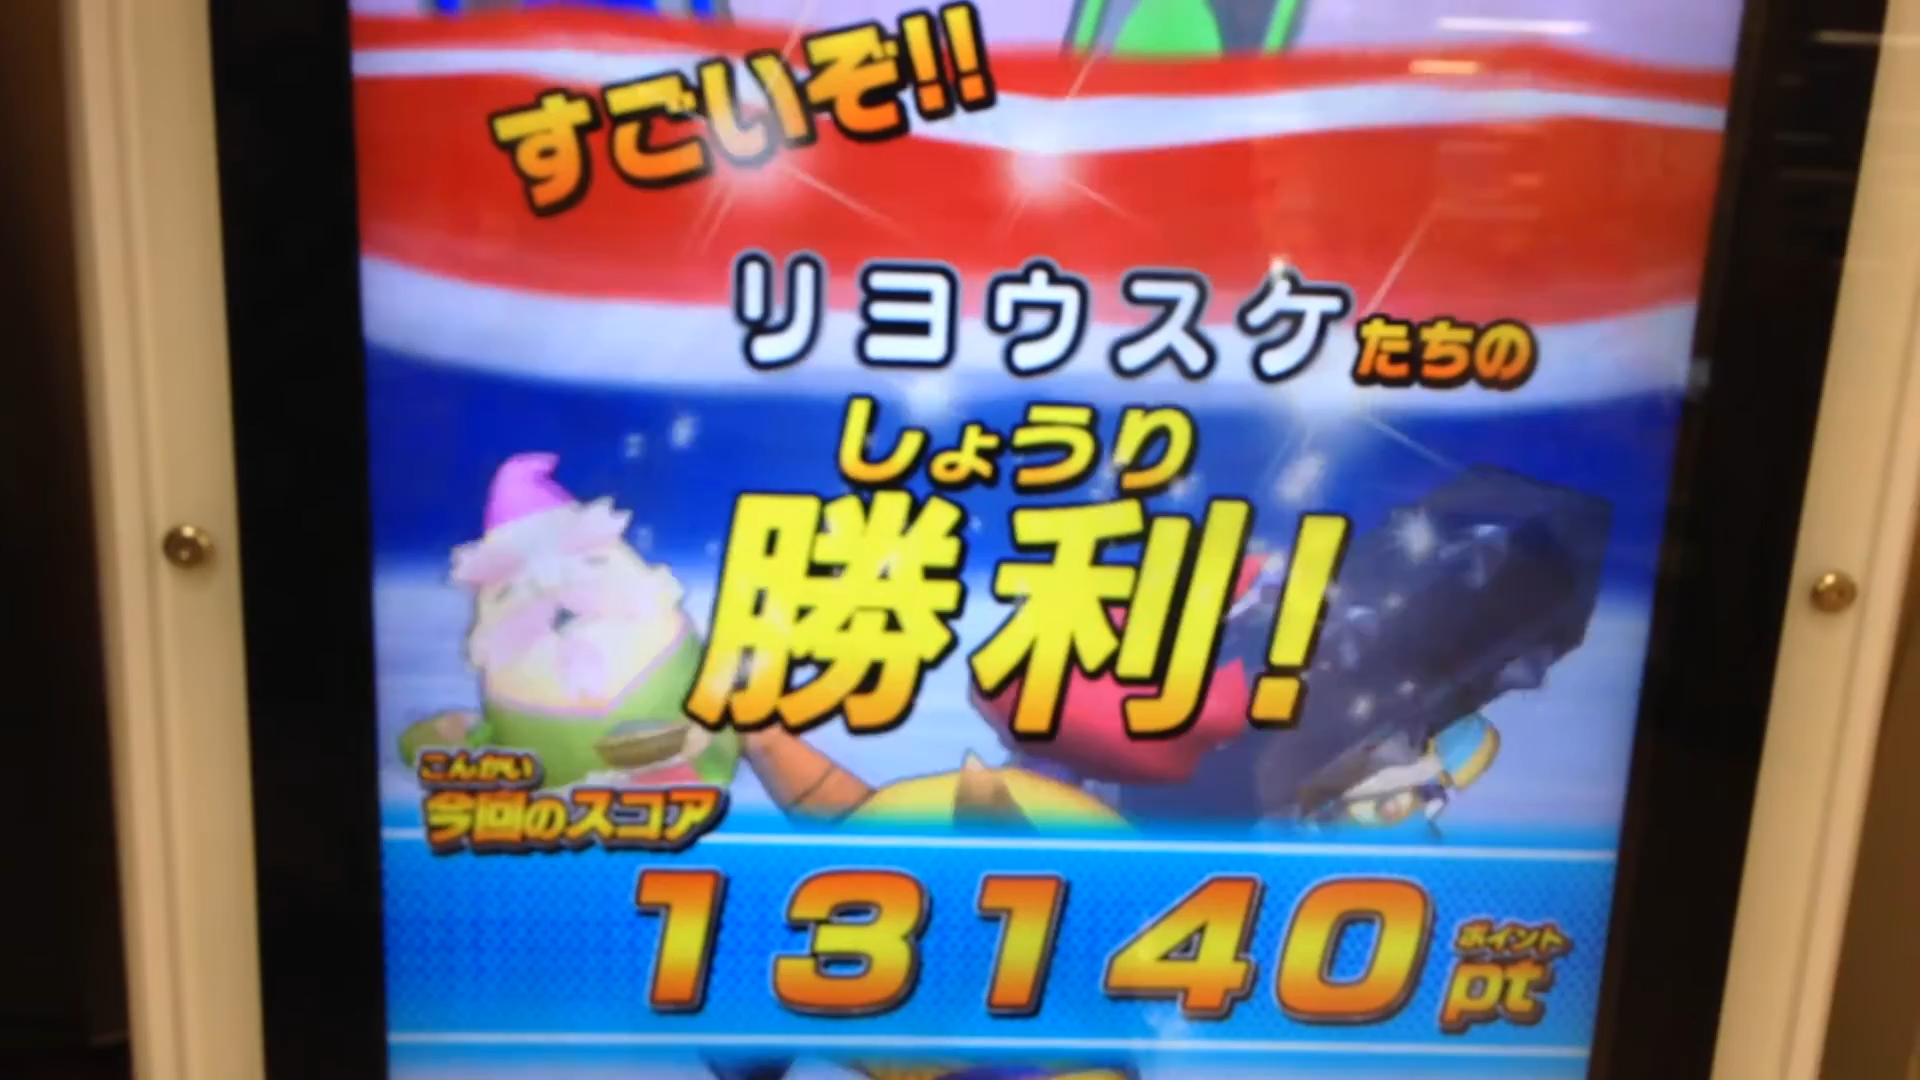 すごいぞ!!
リヨウスケたちの
しょうり
勝利!
こんかい
今回のスコア
13140
ポイント
pt